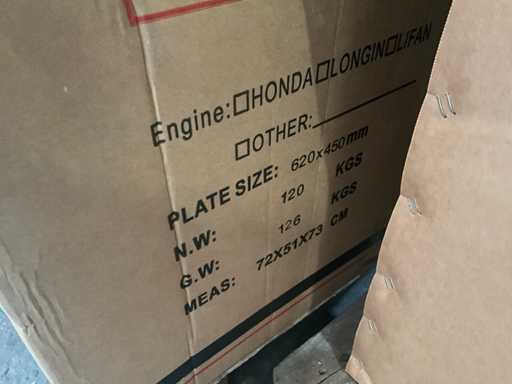 Engine: ☐HONDA☐LONGIN☐LIFAN
☐OTHER:
PLATE SIZE: 620x450mm
N.W: 120 KGS
G.W: 126 KGS
MEAS: 72X51X73 CM